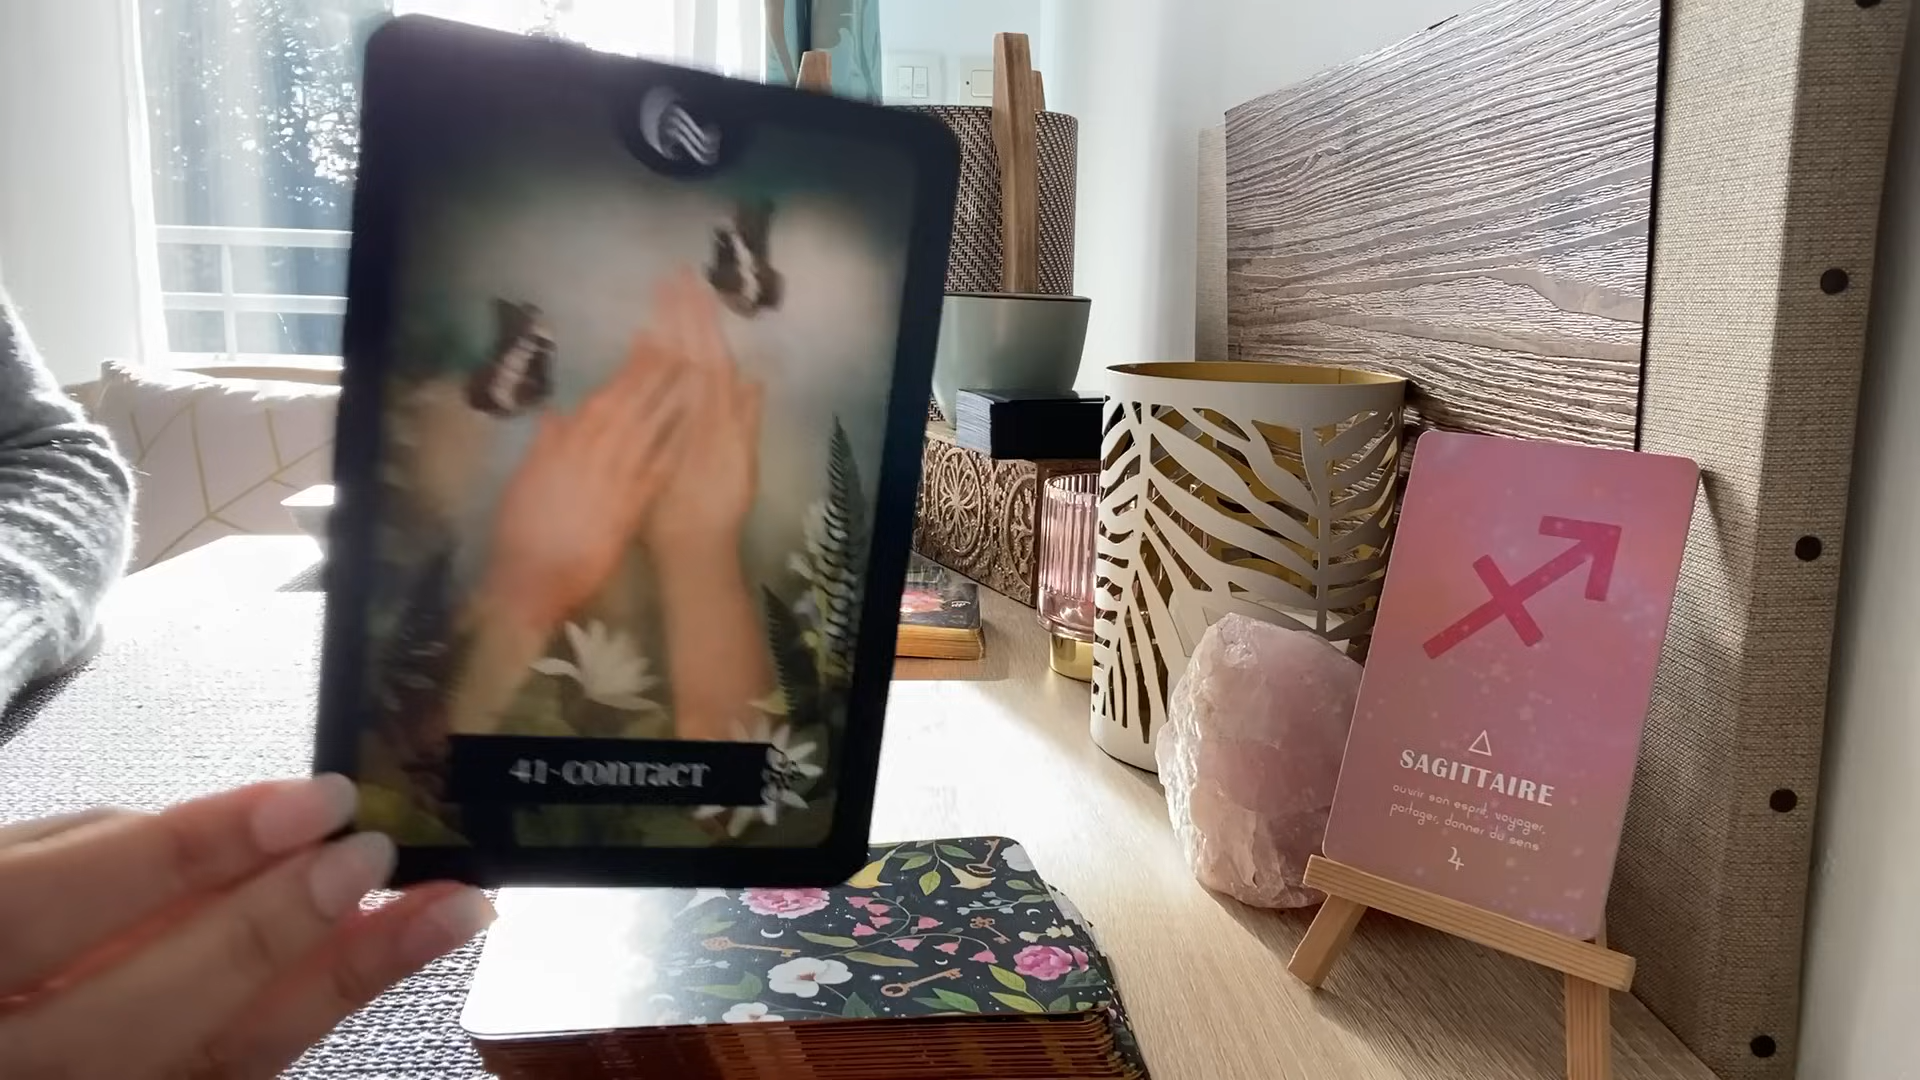 41-contact
SAGITTAIRE
ouvrir son esprit, voyager,
partager, donner du sens